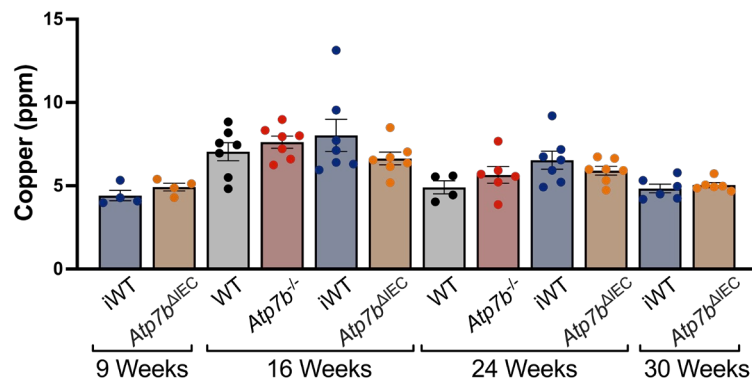 15
10
5
0
Copper (ppm)
iWT
Atp7bΔIEC
WT
Atp7b-/-
iWT
Atp7bΔIEC
WT
Atp7b-/-
iWT
Atp7bΔIEC
iWT
Atp7bΔIEC
9 Weeks
16 Weeks
24 Weeks
30 Weeks